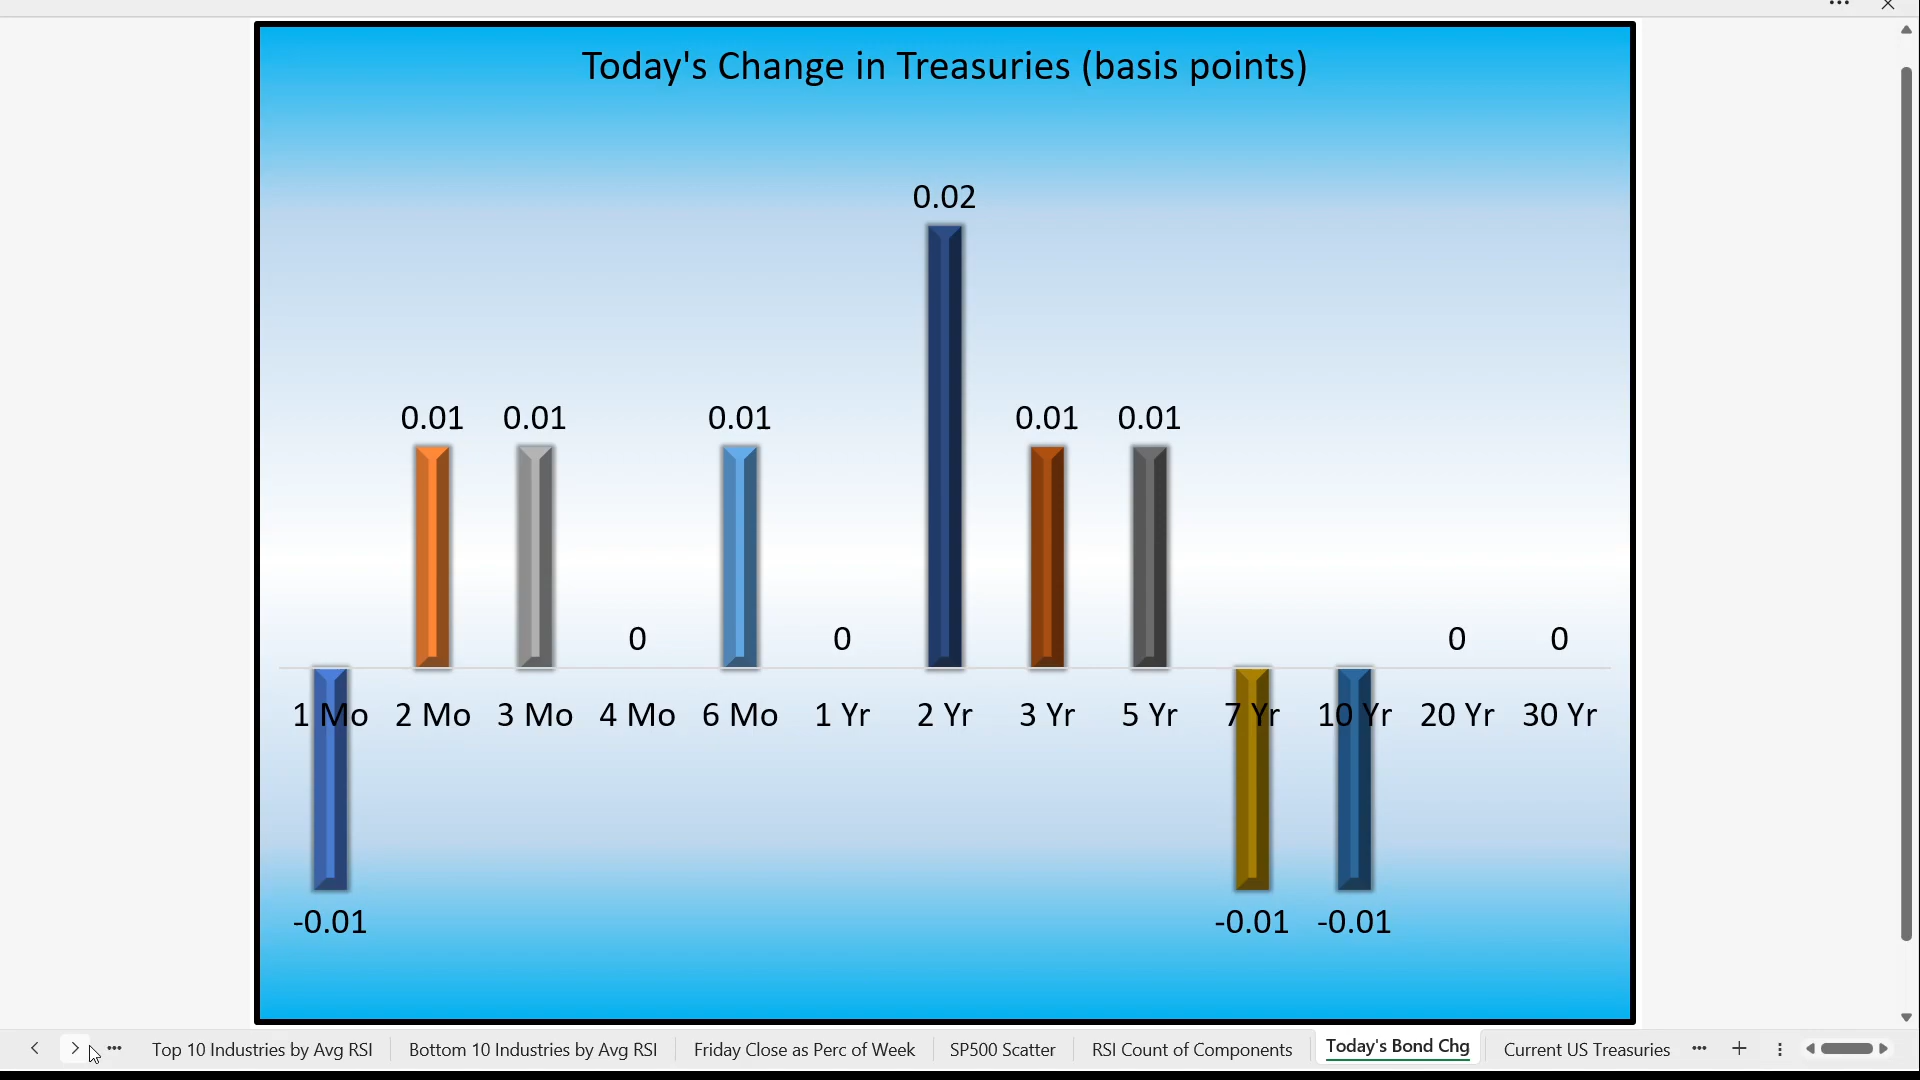 Today's Change in Treasuries (basis points)
0.02
0.01 0.01 0.01 0.01 0.01
0 0 0 0
1 Mo 2 Mo 3 Mo 4 Mo 6 Mo 1 Yr 2 Yr 3 Yr 5 Yr 7 Yr 10 Yr 20 Yr 30 Yr
-0.01 -0.01 -0.01
Top 10 Industries by Avg RSI Bottom 10 Industries by Avg RSI Friday Close as Perc of Week SP500 Scatter RSI Count of Components Today's Bond Chg Current US Treasuries